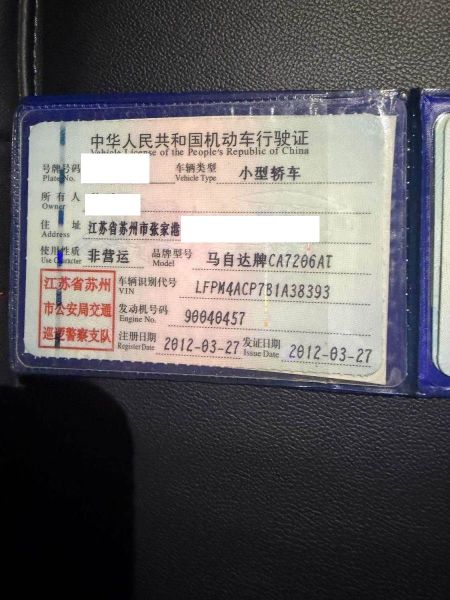 中华人民共和国机动车行驶证
Vehicle License of the People's Republic of China
号牌号码 车辆类型 小型轿车
Plate No. Vehicle Type
所有人
Owner
住 址 江苏省苏州市张家港
Address
使用性质 非营运 品牌型号 马自达牌CA7206AT
Use Character Model
江苏省苏州
市公安局交通
巡逻警察支队
车辆识别代号 LFPM4ACP7B1A38393
VIN
发动机号码 90040457
Engine No.
注册日期 2012-03-27 发证日期 2012-03-27
Register Date Issue Date